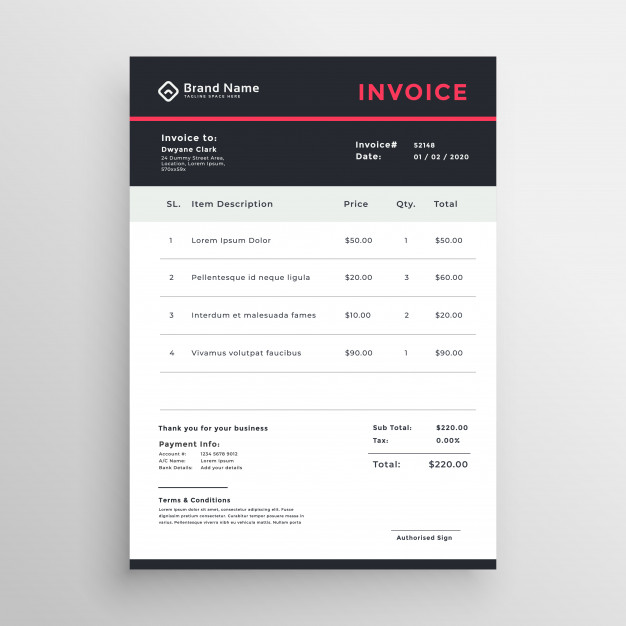 Brand Name
TAGLINE SPACE HERE
INVOICE
Invoice to:
Dwyane Clark
24 Dummy Street Area,
Location, Lorem Ipsum,
570xx59x
Invoice# 52148
Date: 01 / 02 / 2020
SL. Item Description Price Qty. Total
1 Lorem Ipsum Dolor $50.00 1 $50.00
2 Pellentesque id neque ligula $20.00 3 $60.00
3 Interdum et malesuada fames $10.00 2 $20.00
4 Vivamus volutpat faucibus $90.00 1 $90.00
Thank you for your business
Payment Info:
Account #: 1234 5678 9012
A/C Name: Lorem Ipsum
Bank Details: Add your details
Sub Total: $220.00
Tax: 0.00%
Total: $220.00
Terms & Conditions
Lorem ipsum dolor sit amet, consectetur adipiscing elit. Fusce
dignissim pretium consectetur. Curabitur tempor posuere
massa in varius. Pellentesque viverra nibh eu vehicula mattis.
Nullam porta convallis rutrum
Authorised Sign